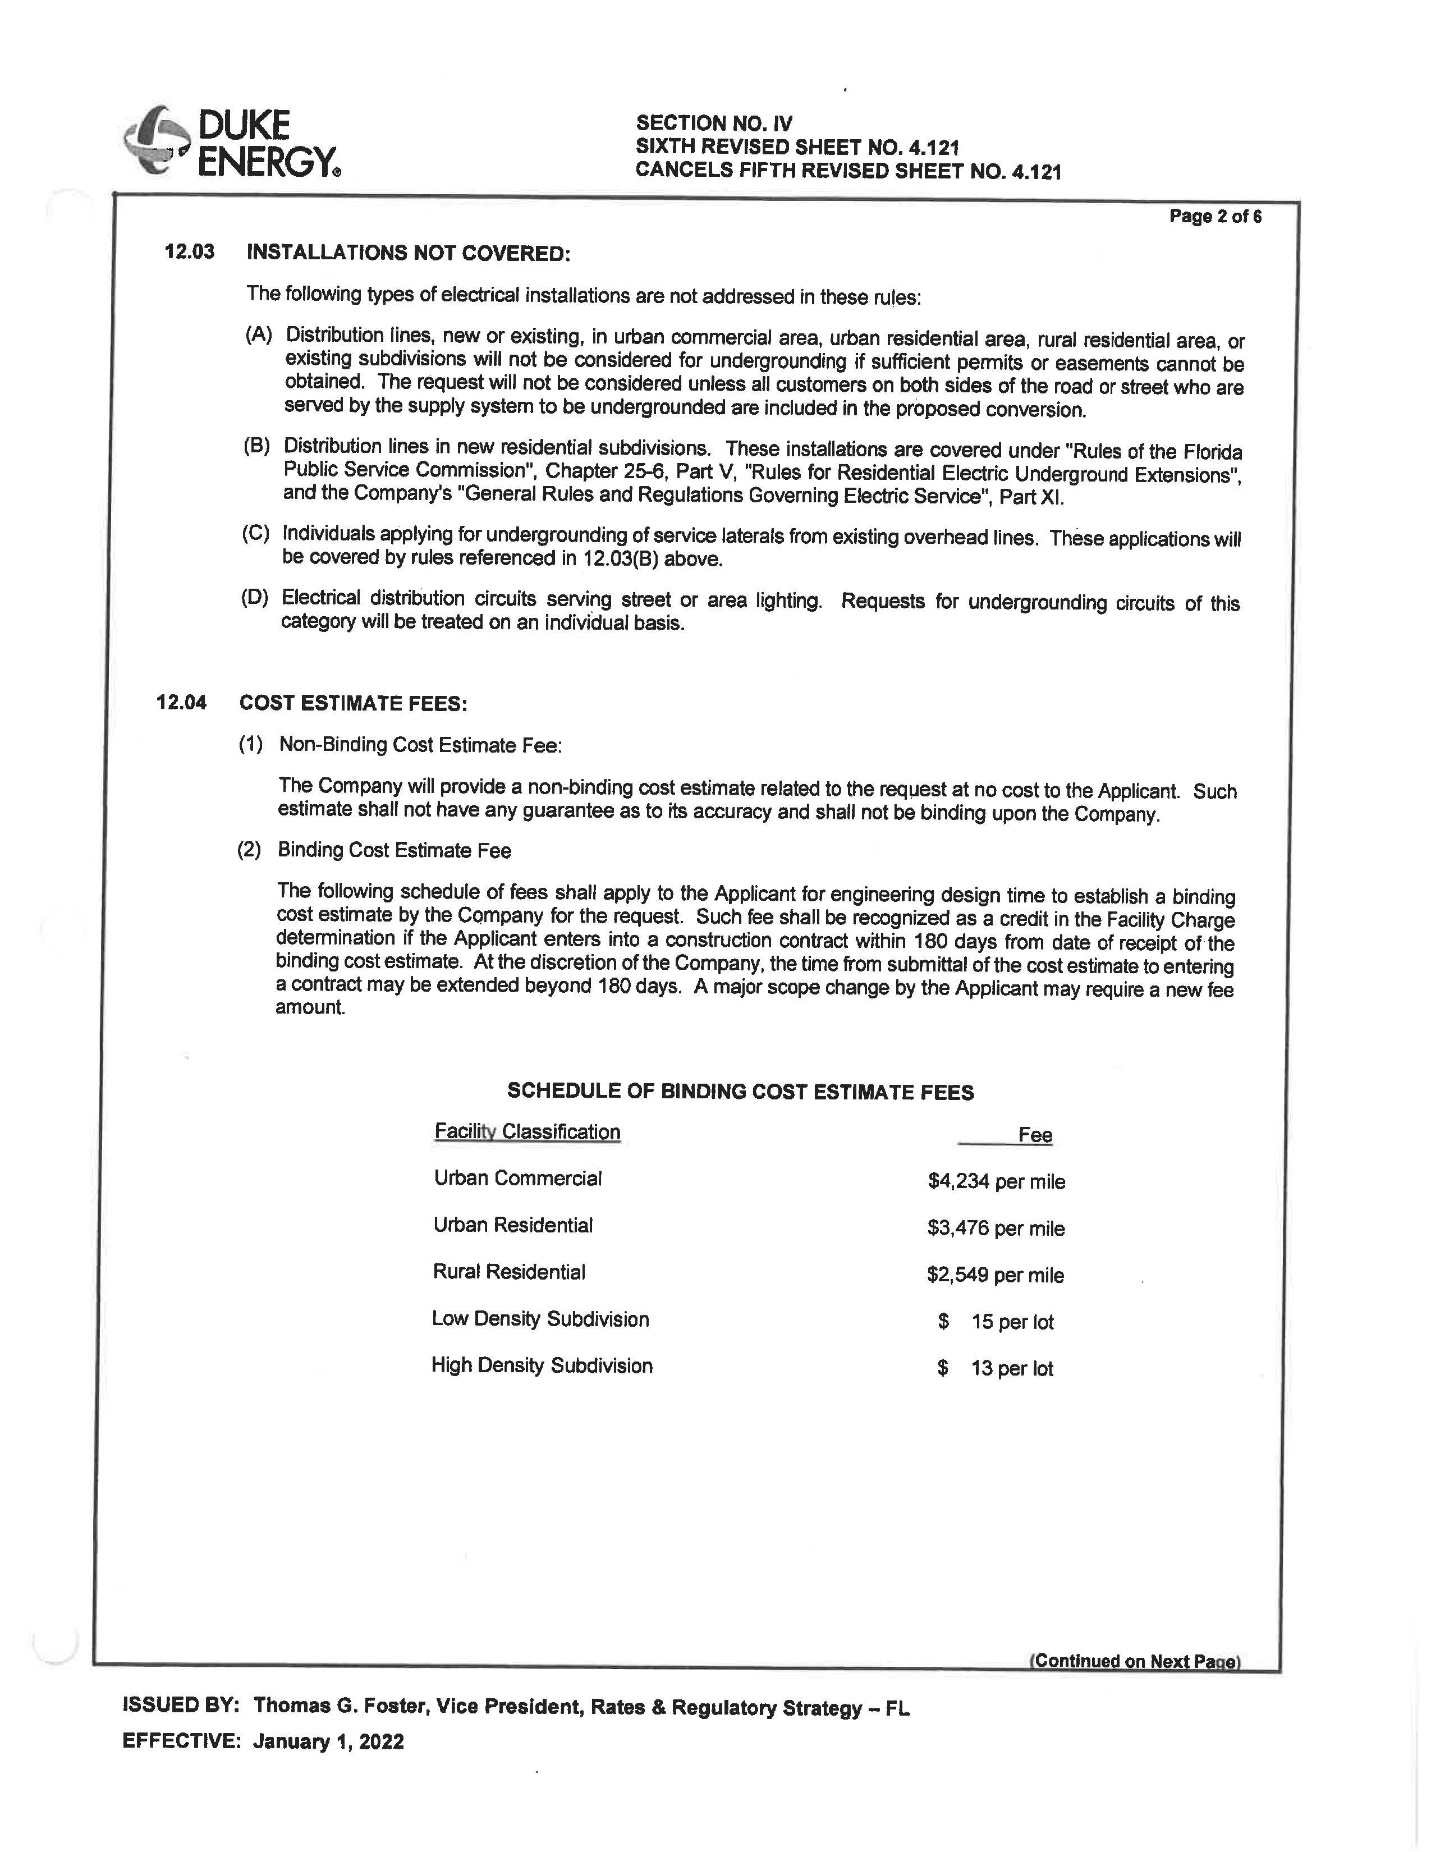 DUKE
ENERGY®
SECTION NO. IV
SIXTH REVISED SHEET NO. 4.121
CANCELS FIFTH REVISED SHEET NO. 4.121
Page 2 of 6
12.03 INSTALLATIONS NOT COVERED:
The following types of electrical installations are not addressed in these rules:
(A) Distribution lines, new or existing, in urban commercial area, urban residential area, rural residential area, or
existing subdivisions will not be considered for undergrounding if sufficient permits or easements cannot be
obtained. The request will not be considered unless all customers on both sides of the road or street who are
served by the supply system to be undergrounded are included in the proposed conversion.
(B) Distribution lines in new residential subdivisions. These installations are covered under "Rules of the Florida
Public Service Commission", Chapter 25-6, Part V, "Rules for Residential Electric Underground Extensions",
and the Company's "General Rules and Regulations Governing Electric Service", Part XI.
(C) Individuals applying for undergrounding of service laterals from existing overhead lines. These applications will
be covered by rules referenced in 12.03(B) above.
(D) Electrical distribution circuits serving street or area lighting. Requests for undergrounding circuits of this
category will be treated on an individual basis.
12.04 COST ESTIMATE FEES:
(1) Non-Binding Cost Estimate Fee:
The Company will provide a non-binding cost estimate related to the request at no cost to the Applicant. Such
estimate shall not have any guarantee as to its accuracy and shall not be binding upon the Company.
(2) Binding Cost Estimate Fee
The following schedule of fees shall apply to the Applicant for engineering design time to establish a binding
cost estimate by the Company for the request. Such fee shall be recognized as a credit in the Facility Charge
determination if the Applicant enters into a construction contract within 180 days from date of receipt of the
binding cost estimate. At the discretion of the Company, the time from submittal of the cost estimate to entering
a contract may be extended beyond 180 days. A major scope change by the Applicant may require a new fee
amount.
SCHEDULE OF BINDING COST ESTIMATE FEES
Facility Classification Fee
Urban Commercial $4,234 per mile
Urban Residential $3,476 per mile
Rural Residential $2,549 per mile
Low Density Subdivision $ 15 per lot
High Density Subdivision $ 13 per lot
(Continued on Next Page)
ISSUED BY: Thomas G. Foster, Vice President, Rates & Regulatory Strategy – FL
EFFECTIVE: January 1, 2022